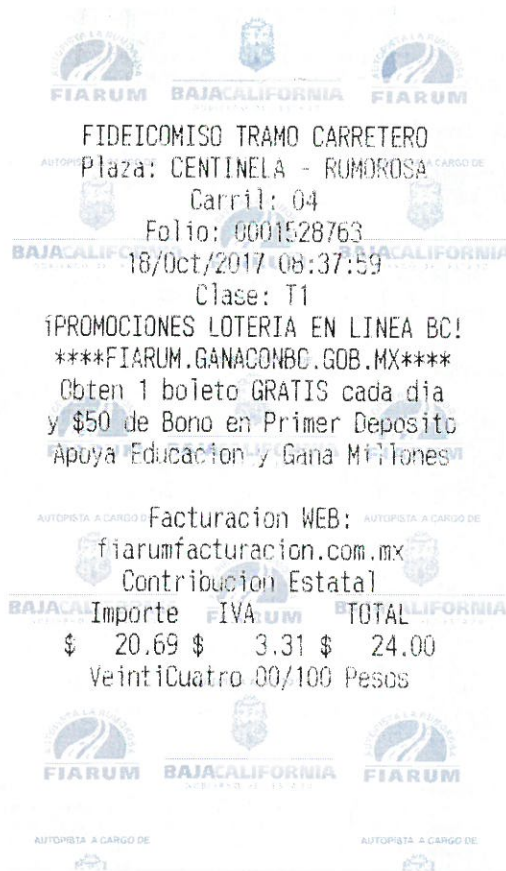 FIARUM BAJACALIFORNIA FIARUM
FIDEICOMISO TRAMO CARRETERO
Plaza: CENTINELA - RUMOROSA
Carril: 04
Folio: 0001528763
18/Oct/2017 08:37:59
Clase: T1
¡PROMOCIONES LOTERIA EN LINEA BC!
****FIARUM.GANACONBC.GOB.MX****
Obten 1 boleto GRATIS cada dia
y $50 de Bono en Primer Deposito
Apoya Educacion y Gana Millones
Facturacion WEB:
fiarumfacturacion.com.mx
Contribucion Estatal
Importe IVA TOTAL
$ 20.69 $ 3.31 $ 24.00
VeintiCuatro 00/100 Pesos
FIARUM BAJACALIFORNIA FIARUM
AUTOPISTA A CARGO DE AUTOPISTA A CARGO DE